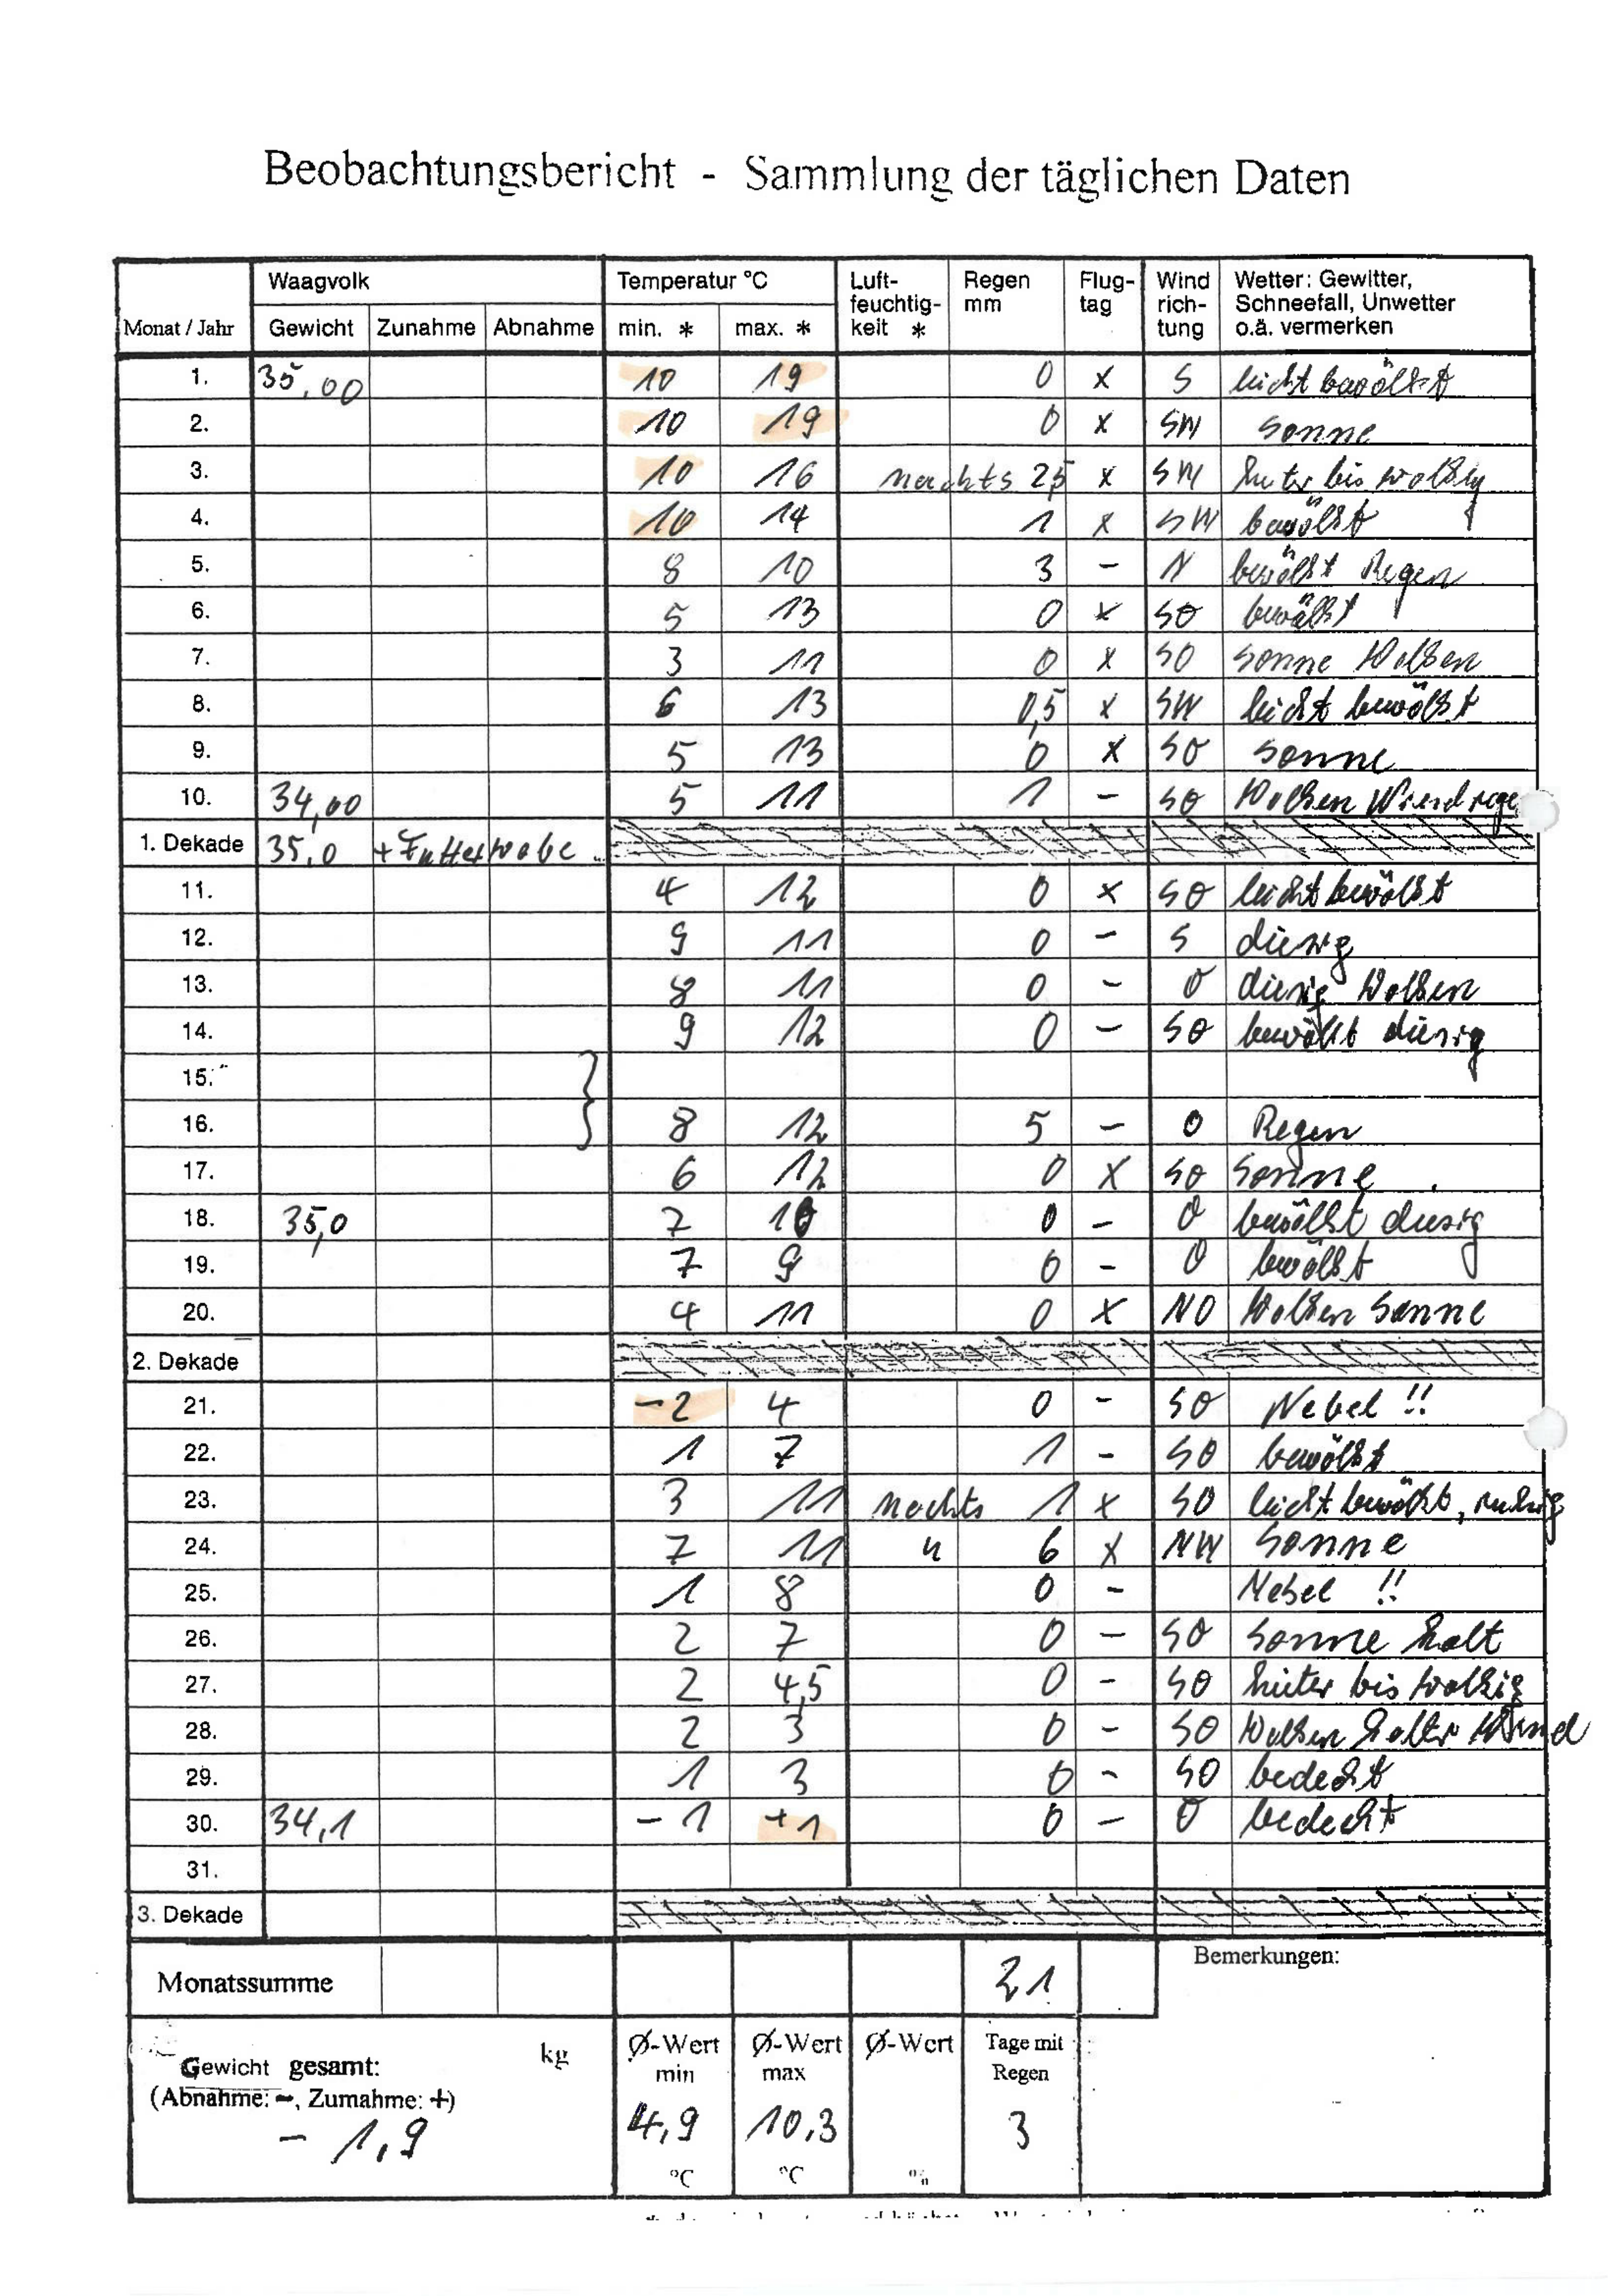 Beobachtungsbericht - Sammlung der täglichen Daten
Monat / Jahr Waagvolk Temperatur °C Luft-feuchtig-keit * Regen mm Flug-tag Wind rich-tung Wetter: Gewitter, Schneefall, Unwetter o.ä. vermerken
Gewicht Zunahme Abnahme min. * max. *
1. 35,00 10 19 0 x S leicht bewölkt
2. 10 19 0 x SW Sonne
3. 10 16 nachts 2,5 x SW heiter bis wolkig
4. 10 14 1 x SW bewölkt
5. 8 10 3 - N bewölkt Regen
6. 5 13 0 x SO bewölkt
7. 3 11 0 x SO Sonne Wolken
8. 6 13 0,5 x SW leicht bewölkt
9. 5 13 0 x SO Sonne
10. 34,00 5 11 1 - SO Wolken Wind
1. Dekade 35,0 + Futterwabe
11. 4 12 0 x SO leicht bewölkt
12. 9 11 0 - S diesig
13. 8 11 0 - O diesig Wolken
14. 9 12 0 - SO bewölkt diesig
15. }
16. 8 12 5 - O Regen
17. 6 12 0 x SO Sonne
18. 35,0 7 10 0 - O bewölkt diesig
19. 7 9 0 - O bewölkt
20. 4 11 0 x NO Wolken Sonne
2. Dekade
21. -2 4 0 - SO Nebel !!
22. 1 7 1 - SO bewölkt
23. 3 11 nachts 1 x SO leicht bewölkt, ruhig
24. 7 11 " 6 x NW Sonne
25. 1 8 0 - Nebel !!
26. 2 7 0 - SO Sonne kalt
27. 2 4,5 0 - SO heiter bis wolkig
28. 2 3 0 - SO Wolken kalter Wind
29. 1 3 0 - SO bedeckt
30. 34,1 -1 +1 0 - O bedeckt
31.
3. Dekade
Monatssumme 21 Bemerkungen:
Gewicht gesamt: kg Ø-Wert min Ø-Wert max Ø-Wert Tage mit Regen
(Abnahme: -, Zumahme: +)
- 1,9 4,9 10,3 3
°C °C %